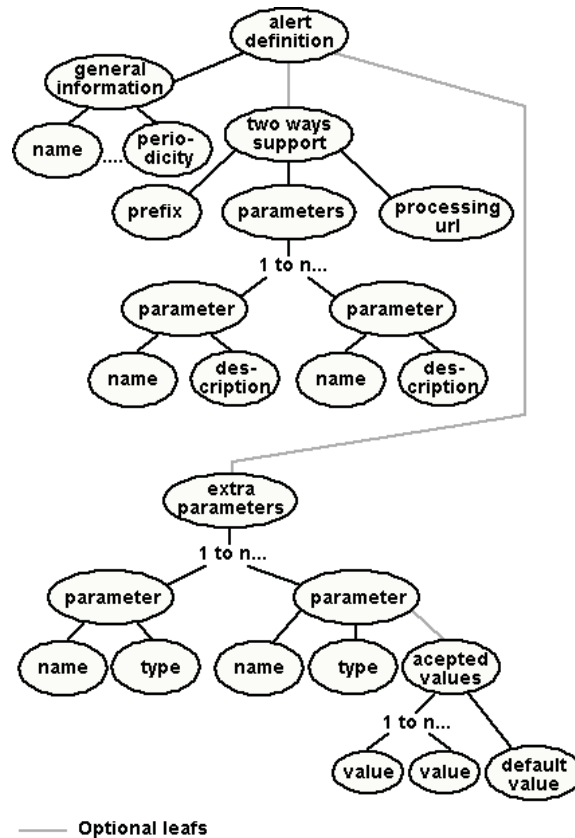 alert
definition
general
information
name
....
perio-
dicity
two ways
support
prefix
parameters
processing
url
1 to n...
parameter
parameter
name
des-
cription
name
des-
cription
extra
parameters
1 to n...
parameter
parameter
name
type
name
type
acepted
values
1 to n...
value
value
default
value
Optional leafs